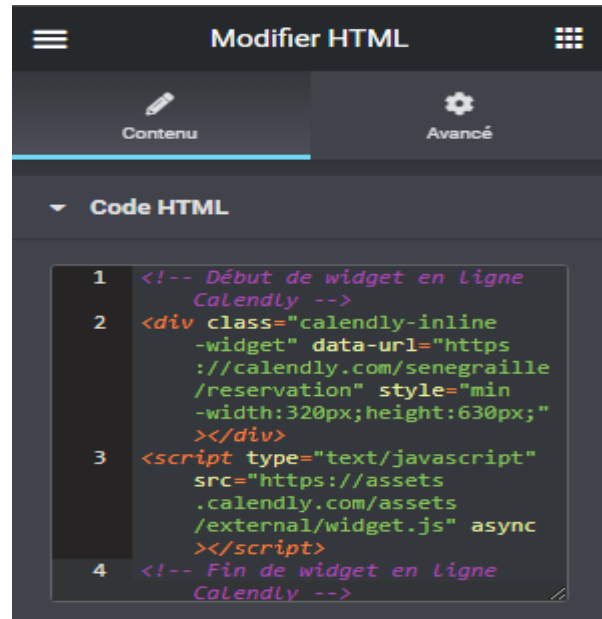 Modifier HTML
Contenu
Avancé
Code HTML
1 <!-- Début de widget en ligne
Calendly -->
2 <div class="calendly-inline
-widget" data-url="https
://calendly.com/senegraille
/reservation" style="min
-width:320px;height:630px;"
></div>
3 <script type="text/javascript"
src="https://assets
.calendly.com/assets
/external/widget.js" async
></script>
4 <!-- Fin de widget en ligne
Calendly -->